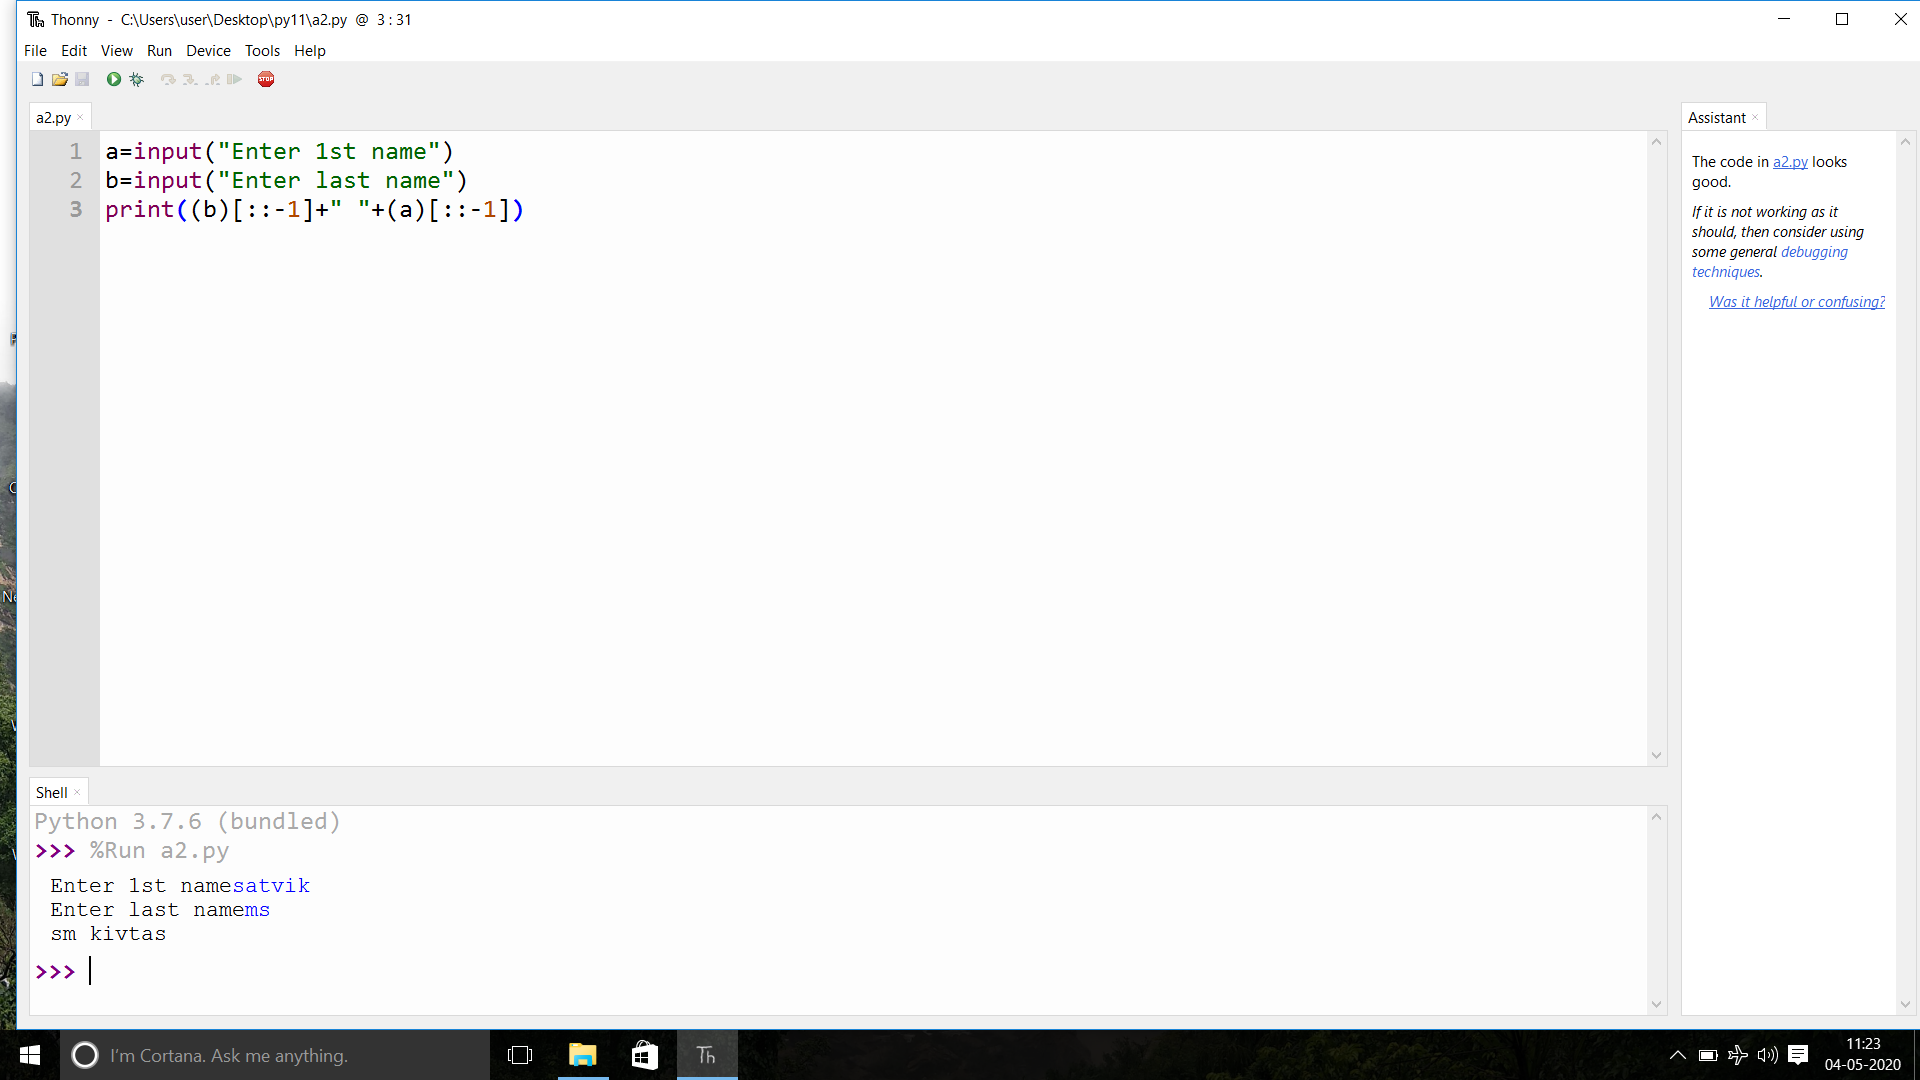 Thonny - C:\Users\user\Desktop\py11\a2.py @ 3 : 31
File Edit View Run Device Tools Help
STOP
a2.py
1 a=input("Enter 1st name")
2 b=input("Enter last name")
3 print((b)[::-1]+" "+(a)[::-1])
Assistant
The code in a2.py looks
good.
If it is not working as it
should, then consider using
some general debugging
techniques.
Was it helpful or confusing?
Shell
Python 3.7.6 (bundled)
>>> %Run a2.py
Enter 1st namesatvik
Enter last namems
sm kivtas
>>>
I'm Cortana. Ask me anything.
Th
11:23
04-05-2020